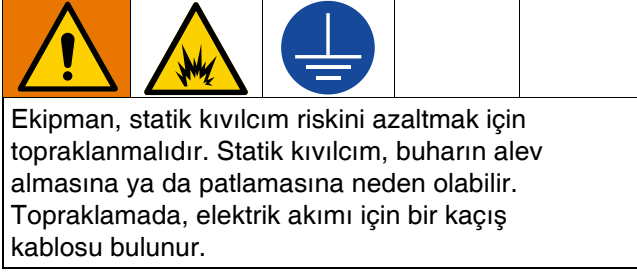 Ekipman, statik kıvılcım riskini azaltmak için
topraklanmalıdır. Statik kıvılcım, buharın alev
almasına ya da patlamasına neden olabilir.
Topraklamada, elektrik akımı için bir kaçış
kablosu bulunur.